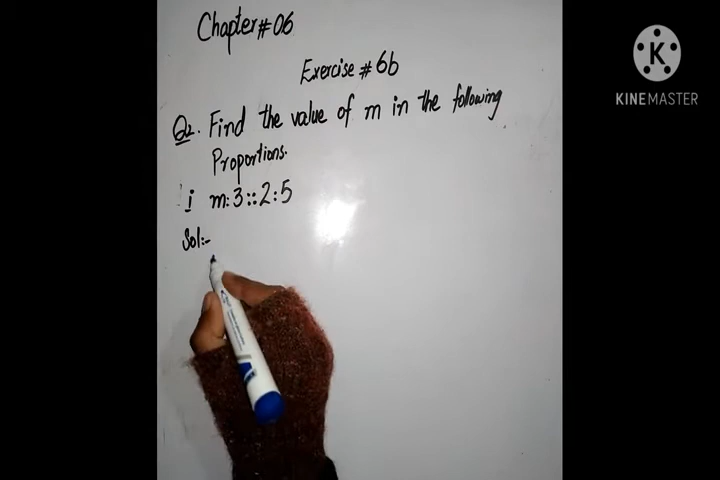 Chapter#06
Exercise #6b
Q2. Find the value of m in the following
Proportions.
i m:3::2:5
Sol:-
K
KINEMASTER